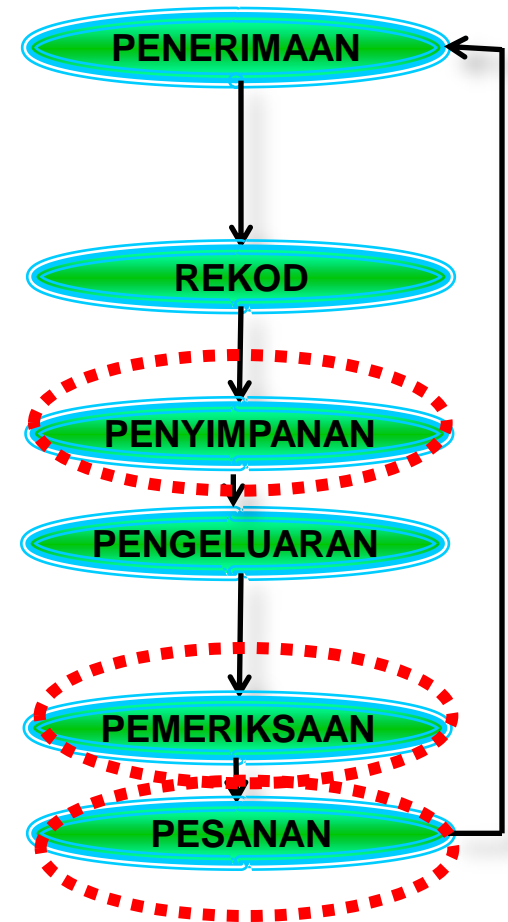 PENERIMAAN
REKOD
PENYIMPANAN
PENGELUARAN
PEMERIKSAAN
PESANAN